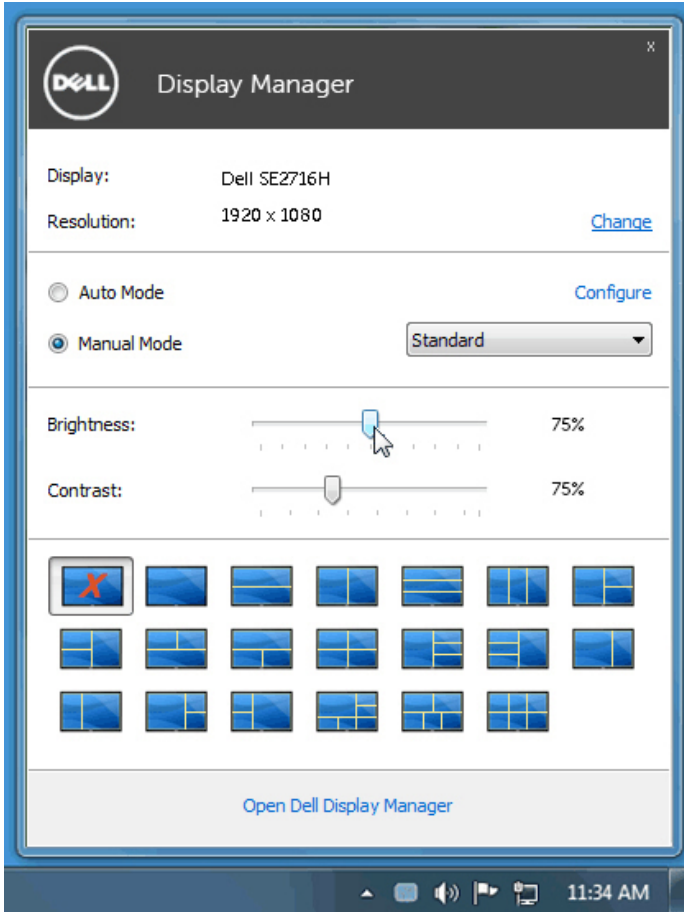 DELL
Display Manager
x
Display: Dell SE2716H
Resolution: 1920 x 1080 Change
Auto Mode Configure
Manual Mode Standard
Brightness: 75%
Contrast: 75%
Open Dell Display Manager
11:34 AM